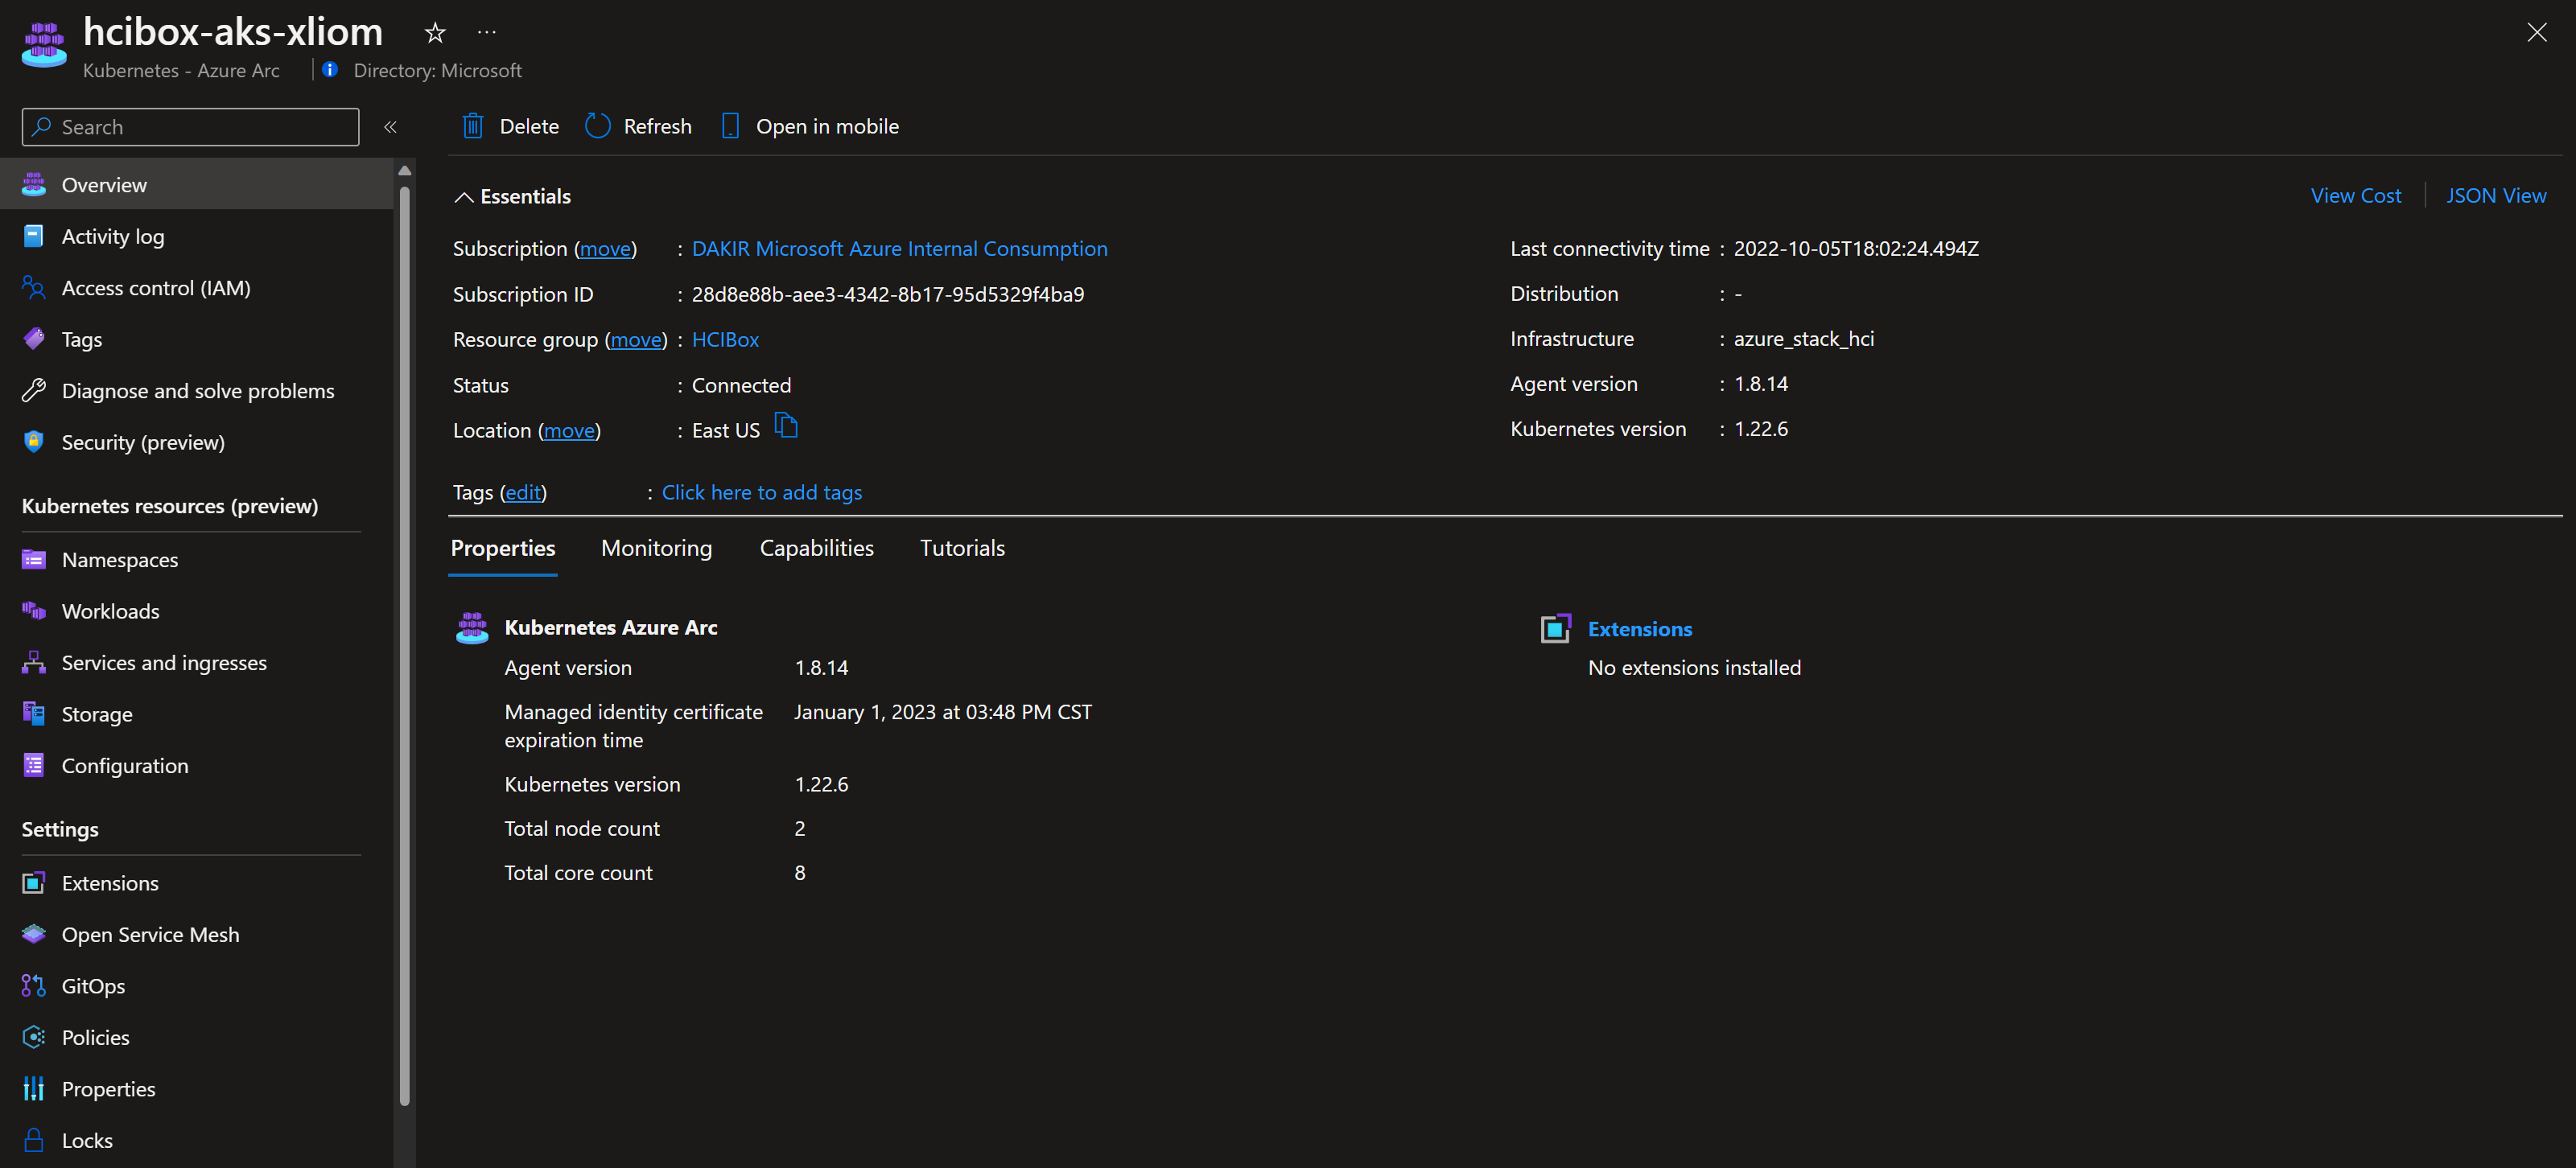 hcibox-aks-xliom ☆ ···
Kubernetes - Azure Arc | Directory: Microsoft
Search «
Overview
Activity log
Access control (IAM)
Tags
Diagnose and solve problems
Security (preview)
Kubernetes resources (preview)
Namespaces
Workloads
Services and ingresses
Storage
Configuration
Settings
Extensions
Open Service Mesh
GitOps
Policies
Properties
Locks
Delete Refresh Open in mobile
Essentials
View Cost | JSON View
Subscription (move) : DAKIR Microsoft Azure Internal Consumption
Subscription ID : 28d8e88b-aee3-4342-8b17-95d5329f4ba9
Resource group (move) : HCIBox
Status : Connected
Location (move) : East US
Last connectivity time : 2022-10-05T18:02:24.494Z
Distribution : -
Infrastructure : azure_stack_hci
Agent version : 1.8.14
Kubernetes version : 1.22.6
Tags (edit) : Click here to add tags
Properties Monitoring Capabilities Tutorials
Kubernetes Azure Arc
Agent version 1.8.14
Managed identity certificate January 1, 2023 at 03:48 PM CST
expiration time
Kubernetes version 1.22.6
Total node count 2
Total core count 8
Extensions
No extensions installed